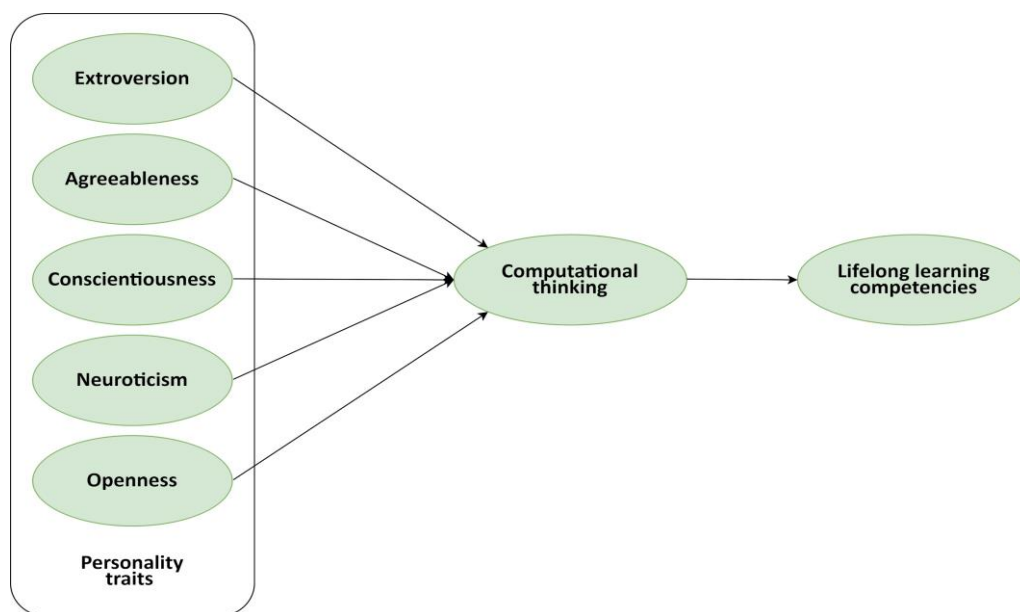 Extroversion
Agreeableness
Conscientiousness
Neuroticism
Openness
Personality
traits
Computational
thinking
Lifelong learning
competencies